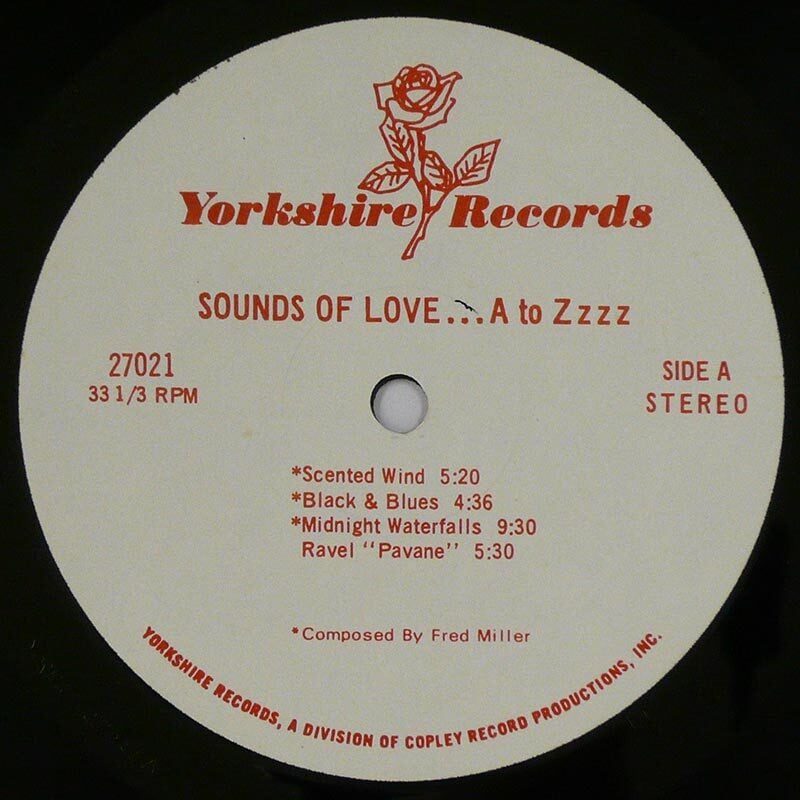 Yorkshire Records
SOUNDS OF LOVE...A to Zzzz
27021
33 1/3 RPM
SIDE A
STEREO
*Scented Wind 5:20
*Black & Blues 4:36
*Midnight Waterfalls 9:30
Ravel "Pavane" 5:30
*Composed By Fred Miller
YORKSHIRE RECORDS, A DIVISION OF COPLEY RECORD PRODUCTIONS, INC.